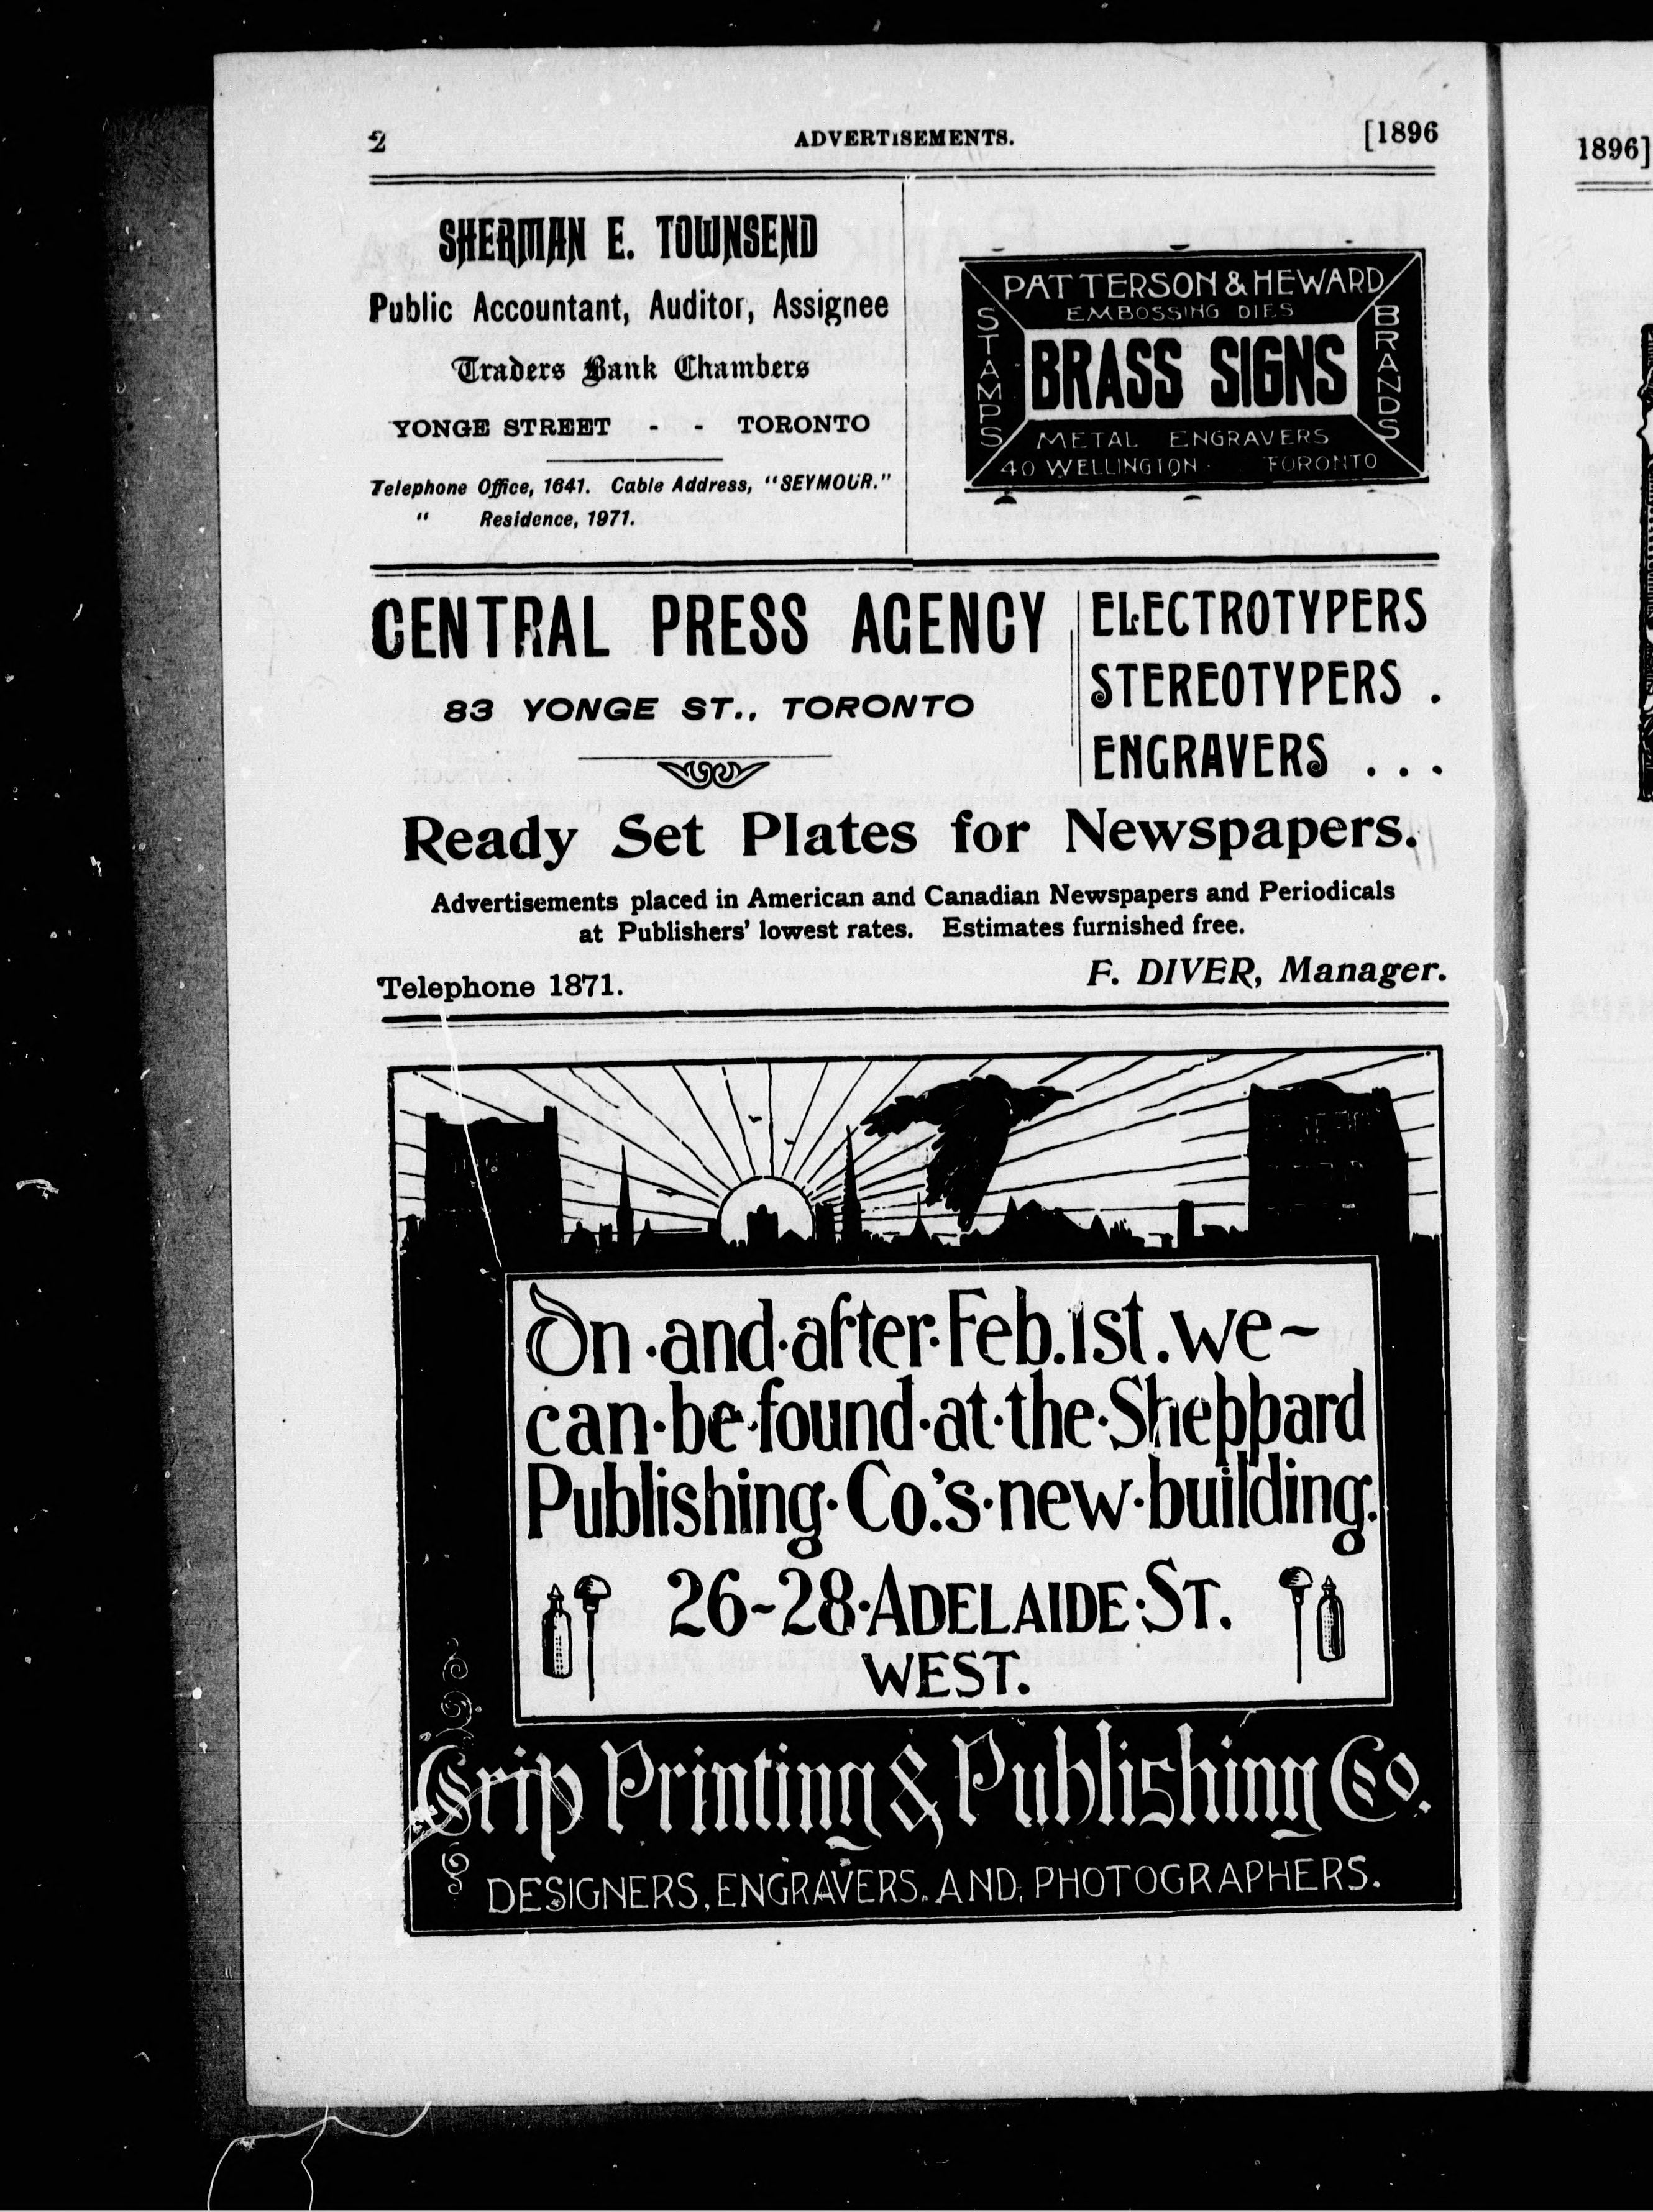 2 ADVERTISEMENTS. [1896
SHERMAN E. TOWNSEND
Public Accountant, Auditor, Assignee
Traders Bank Chambers
YONGE STREET - - TORONTO
Telephone Office, 1641. Cable Address, "SEYMOUR."
" Residence, 1971.
PATTERSON & HEWARD
EMBOSSING DIES
STAMPS
BRASS SIGNS
BRANDS
METAL ENGRAVERS
40 WELLINGTON · TORONTO
CENTRAL PRESS AGENCY
83 YONGE ST., TORONTO
ELECTROTYPERS
STEREOTYPERS .
ENGRAVERS . . .
Ready Set Plates for Newspapers.
Advertisements placed in American and Canadian Newspapers and Periodicals
at Publishers' lowest rates. Estimates furnished free.
Telephone 1871. F. DIVER, Manager.
On·and·after·Feb.1st.we~
can·be·found·at·the·Sheppard
Publishing·Co.'s·new·building.
26~28·ADELAIDE·ST.
WEST.
Grip Printing & Publishing Co.
DESIGNERS, ENGRAVERS. AND. PHOTOGRAPHERS.
1896]